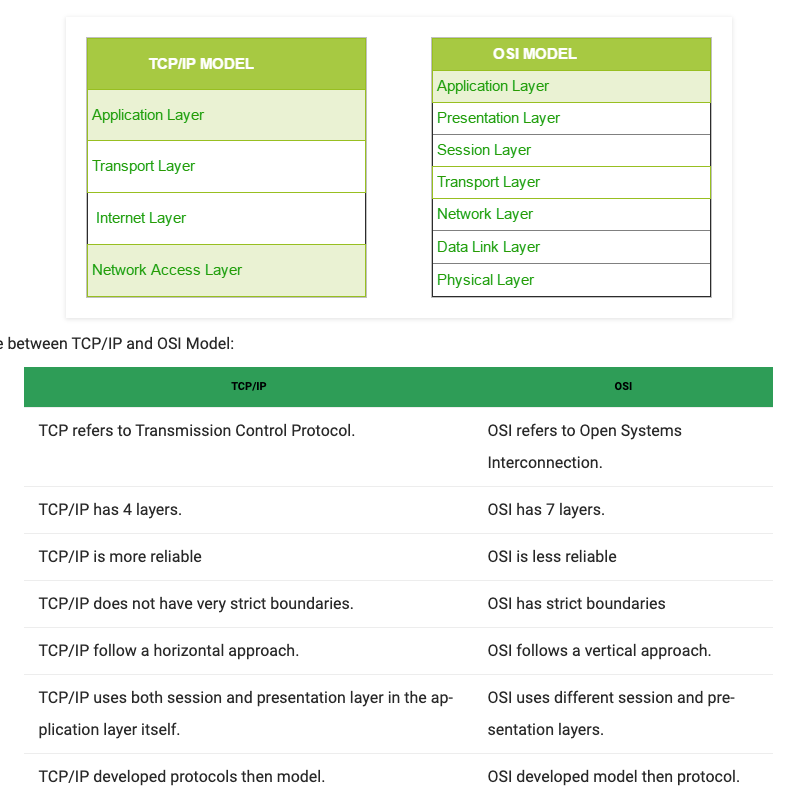 TCP/IP MODEL
Application Layer
Transport Layer
Internet Layer
Network Access Layer
OSI MODEL
Application Layer
Presentation Layer
Session Layer
Transport Layer
Network Layer
Data Link Layer
Physical Layer
e between TCP/IP and OSI Model:
TCP/IP OSI
TCP refers to Transmission Control Protocol. OSI refers to Open Systems
Interconnection.
TCP/IP has 4 layers. OSI has 7 layers.
TCP/IP is more reliable OSI is less reliable
TCP/IP does not have very strict boundaries. OSI has strict boundaries
TCP/IP follow a horizontal approach. OSI follows a vertical approach.
TCP/IP uses both session and presentation layer in the ap- OSI uses different session and pre-
plication layer itself. sentation layers.
TCP/IP developed protocols then model. OSI developed model then protocol.